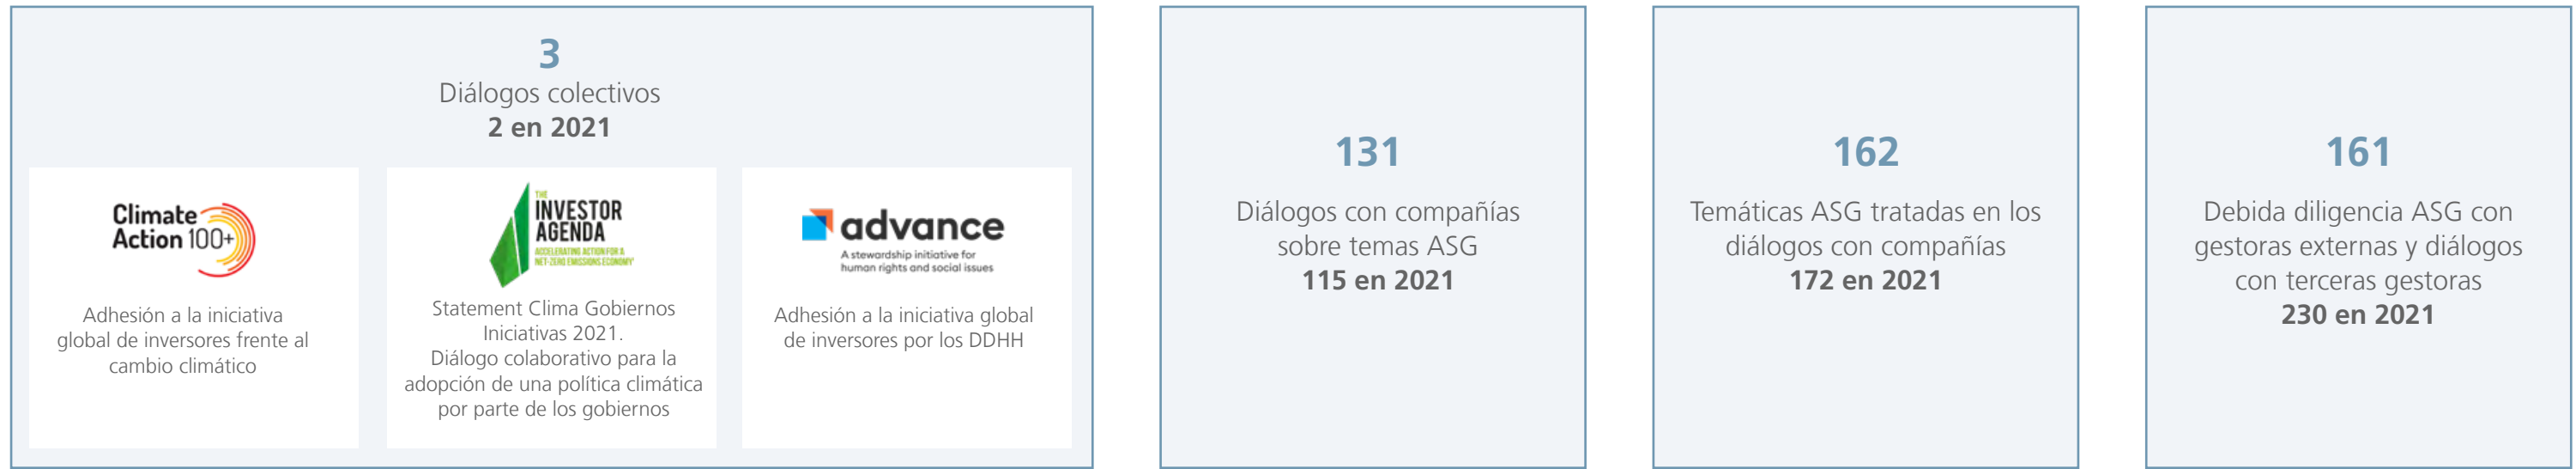 3
Diálogos colectivos
2 en 2021
Climate
Action 100+
Adhesión a la iniciativa
global de inversores frente al
cambio climático
THE
INVESTOR
AGENDA
ACCELERATING ACTION FOR A
NET-ZERO EMISSIONS ECONOMY
Statement Clima Gobiernos
Iniciativas 2021.
Diálogo colaborativo para la
adopción de una política climática
por parte de los gobiernos
advance
A stewardship initiative for
human rights and social issues
Adhesión a la iniciativa global
de inversores por los DDHH
131
Diálogos con compañías
sobre temas ASG
115 en 2021
162
Temáticas ASG tratadas en los
diálogos con compañías
172 en 2021
161
Debida diligencia ASG con
gestoras externas y diálogos
con terceras gestoras
230 en 2021